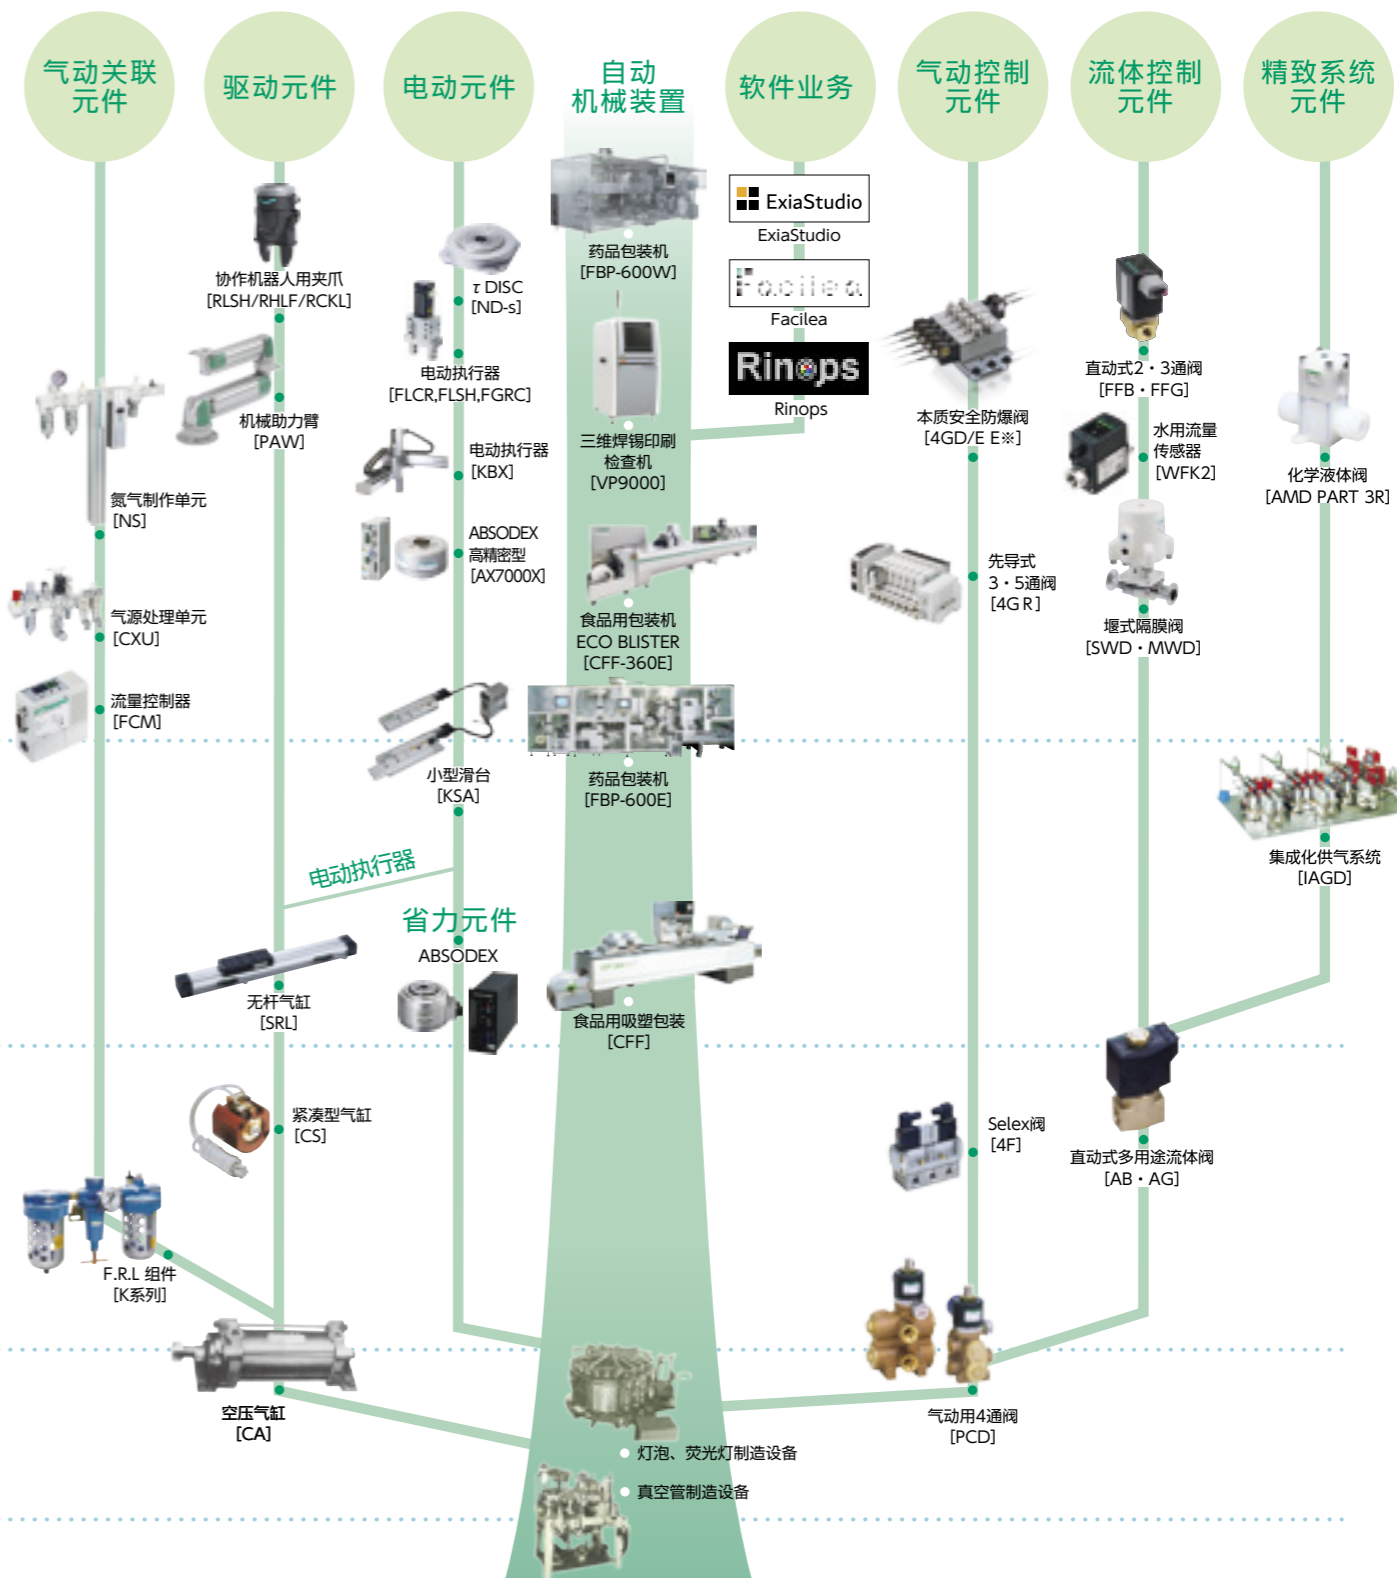 气动关联
元件
驱动元件
电动元件
自动
机械装置
软件业务
气动控制
元件
流体控制
元件
精致系统
元件
氮气制作单元
[NS]
气源处理单元
[CXU]
流量控制器
[FCM]
F.R.L 组件
[K系列]
协作机器人用夹爪
[RLSH/RHLF/RCKL]
机械助力臂
[PAW]
无杆气缸
[SRL]
紧凑型气缸
[CS]
空压气缸
[CA]
τ DISC
[ND-s]
电动执行器
[FLCR,FLSH,FGRC]
电动执行器
[KBX]
ABSODEX
高精密型
[AX7000X]
小型滑台
[KSA]
电动执行器
省力元件
ABSODEX
药品包装机
[FBP-600W]
三维焊锡印刷
检查机
[VP9000]
食品用包装机
ECO BLISTER
[CFF-360E]
药品包装机
[FBP-600E]
食品用吸塑包装
[CFF]
灯泡、荧光灯制造设备
真空管制造设备
ExiaStudio
ExiaStudio
Facilea
Facilea
Rinops
Rinops
本质安全防爆阀
[4GD/E E※]
先导式
3・5通阀
[4G R]
Selex阀
[4F]
气动用4通阀
[PCD]
直动式2・3通阀
[FFB・FFG]
水用流量
传感器
[WFK2]
堰式隔膜阀
[SWD・MWD]
直动式多用途流体阀
[AB・AG]
化学液体阀
[AMD PART 3R]
集成化供气系统
[IAGD]